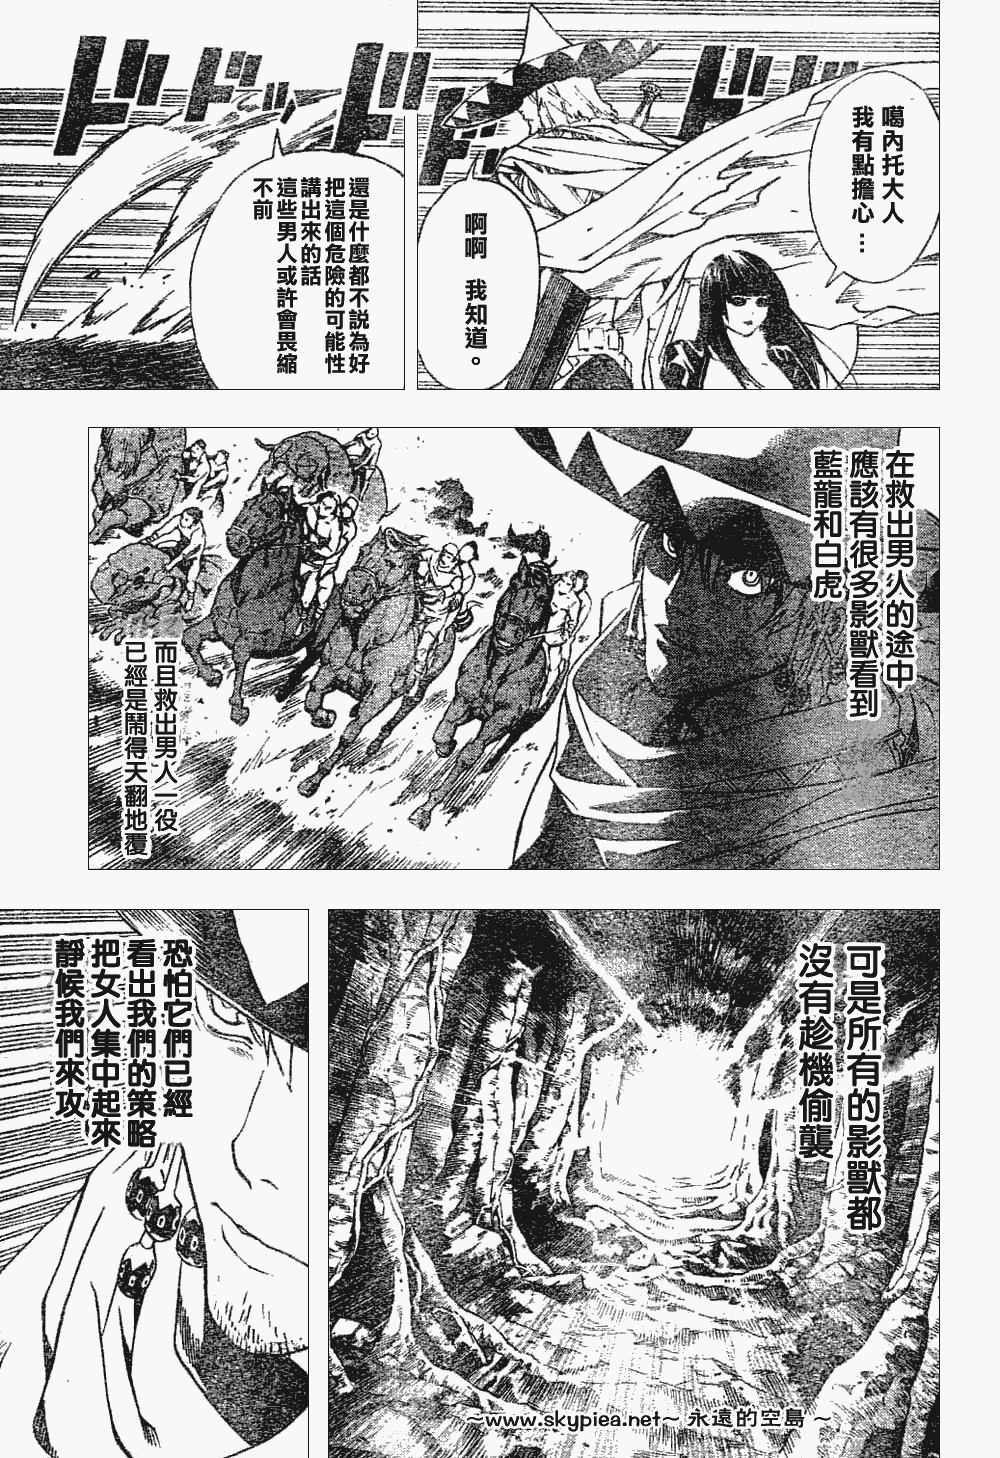 噶內托大人
我有點擔心…
啊啊 我知道。
ド
ド
ド
ド
ド
ド
ド
還是什麼都不説為好
把這個危險的可能性
講出來的話
這些男人或許會畏縮
不前
在救出男人的途中
應該有很多影獸看到
藍龍和白虎
而且救出男人一役
已經是鬧得天翻地覆
可是所有的影獸都
沒有趁機偷襲
恐怕它們已經
看出我們的策略
把女人集中起來
靜候我們來攻
~www.skypiea.net~ 永遠的空島 ~